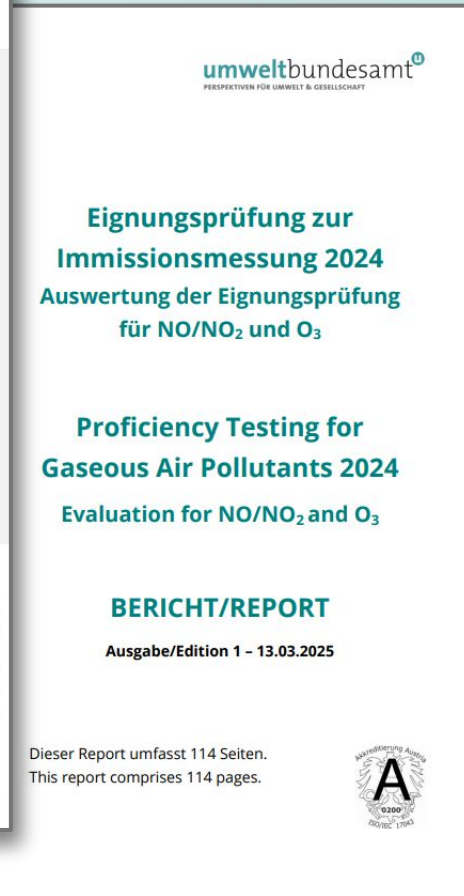 umweltbundesamt
PERSPEKTIVEN FÜR UMWELT & GESELLSCHAFT
Eignungsprüfung zur
Immissionsmessung 2024
Auswertung der Eignungsprüfung
für NO/NO₂ und O₃
Proficiency Testing for
Gaseous Air Pollutants 2024
Evaluation for NO/NO₂ and O₃
BERICHT/REPORT
Ausgabe/Edition 1 – 13.03.2025
Dieser Report umfasst 114 Seiten.
This report comprises 114 pages.
Akkreditierung Austria
A
0200
ISO/IEC 17043